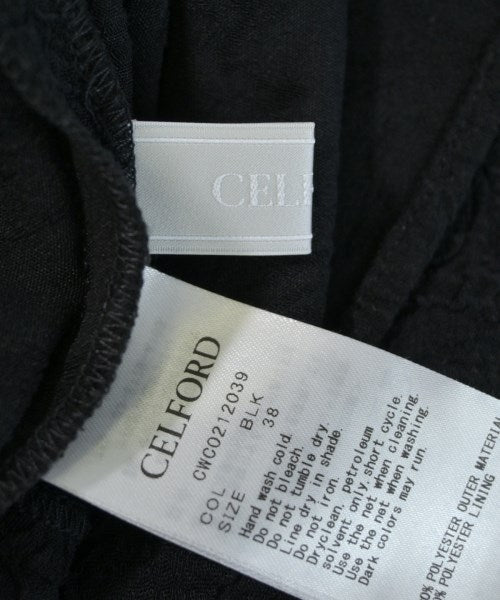 CELF
CELFORD
CWCO212039
COL BLK
SIZE 38
Hand wash cold.
Do not bleach.
Do not tumble dry.
Line dry in shade.
Do not iron.
Dryclean, petroleum
solvent only,short cycle.
Use the net when cleaning.
Use the net when washing.
Dark colors may run.
0% POLYESTER OUTER MATERIAL
% POLYESTER LINING